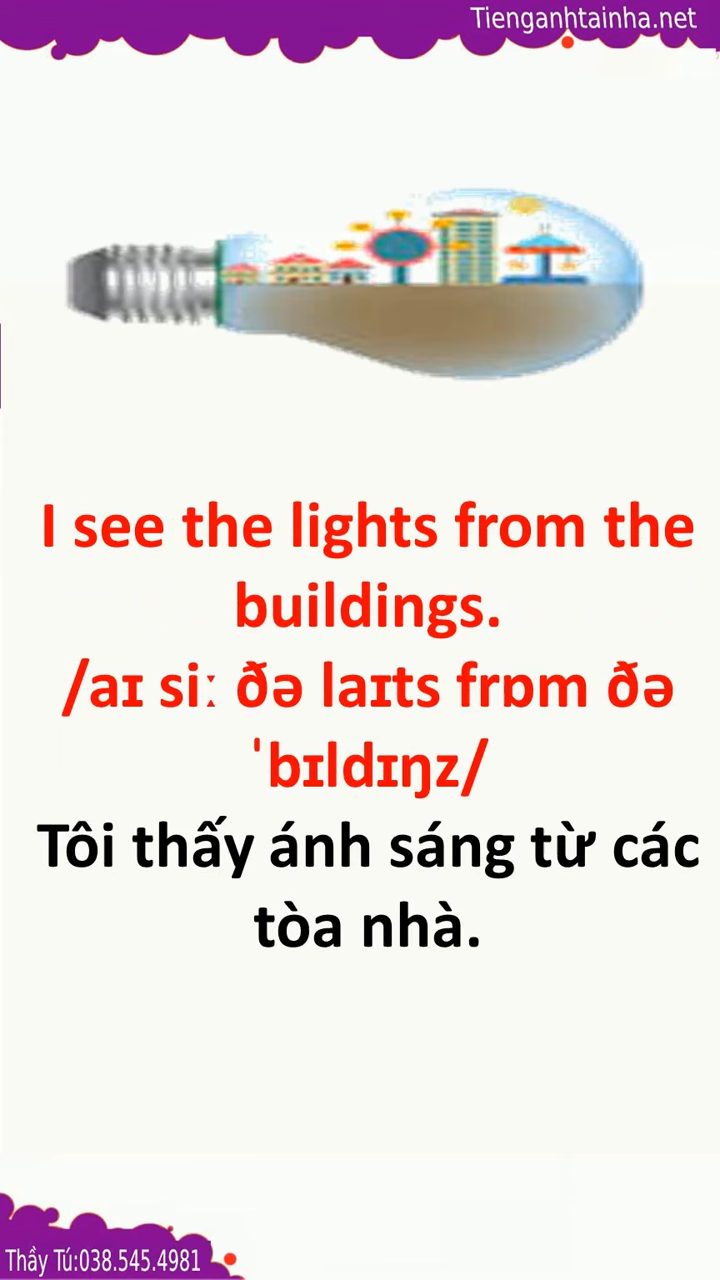 Tienganhtainha.net
I see the lights from the
buildings.
/aɪ siː ðə laɪts frɒm ðə
ˈbɪldɪŋz/
Tôi thấy ánh sáng từ các
tòa nhà.
Thầy Tú:038.545.4981